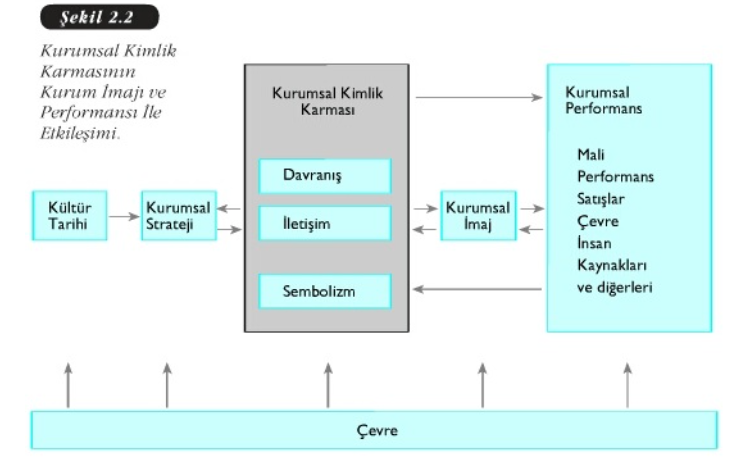 Şekil 2.2
Kurumsal Kimlik
Karmasının
Kurum İmajı ve
Performansı İle
Etkileşimi.
Kültür
Tarihi
Kurumsal
Strateji
Kurumsal Kimlik
Karması
Davranış
İletişim
Sembolizm
Kurumsal
İmaj
Kurumsal
Performans
Mali
Performans
Satışlar
Çevre
İnsan
Kaynakları
ve diğerleri
Çevre